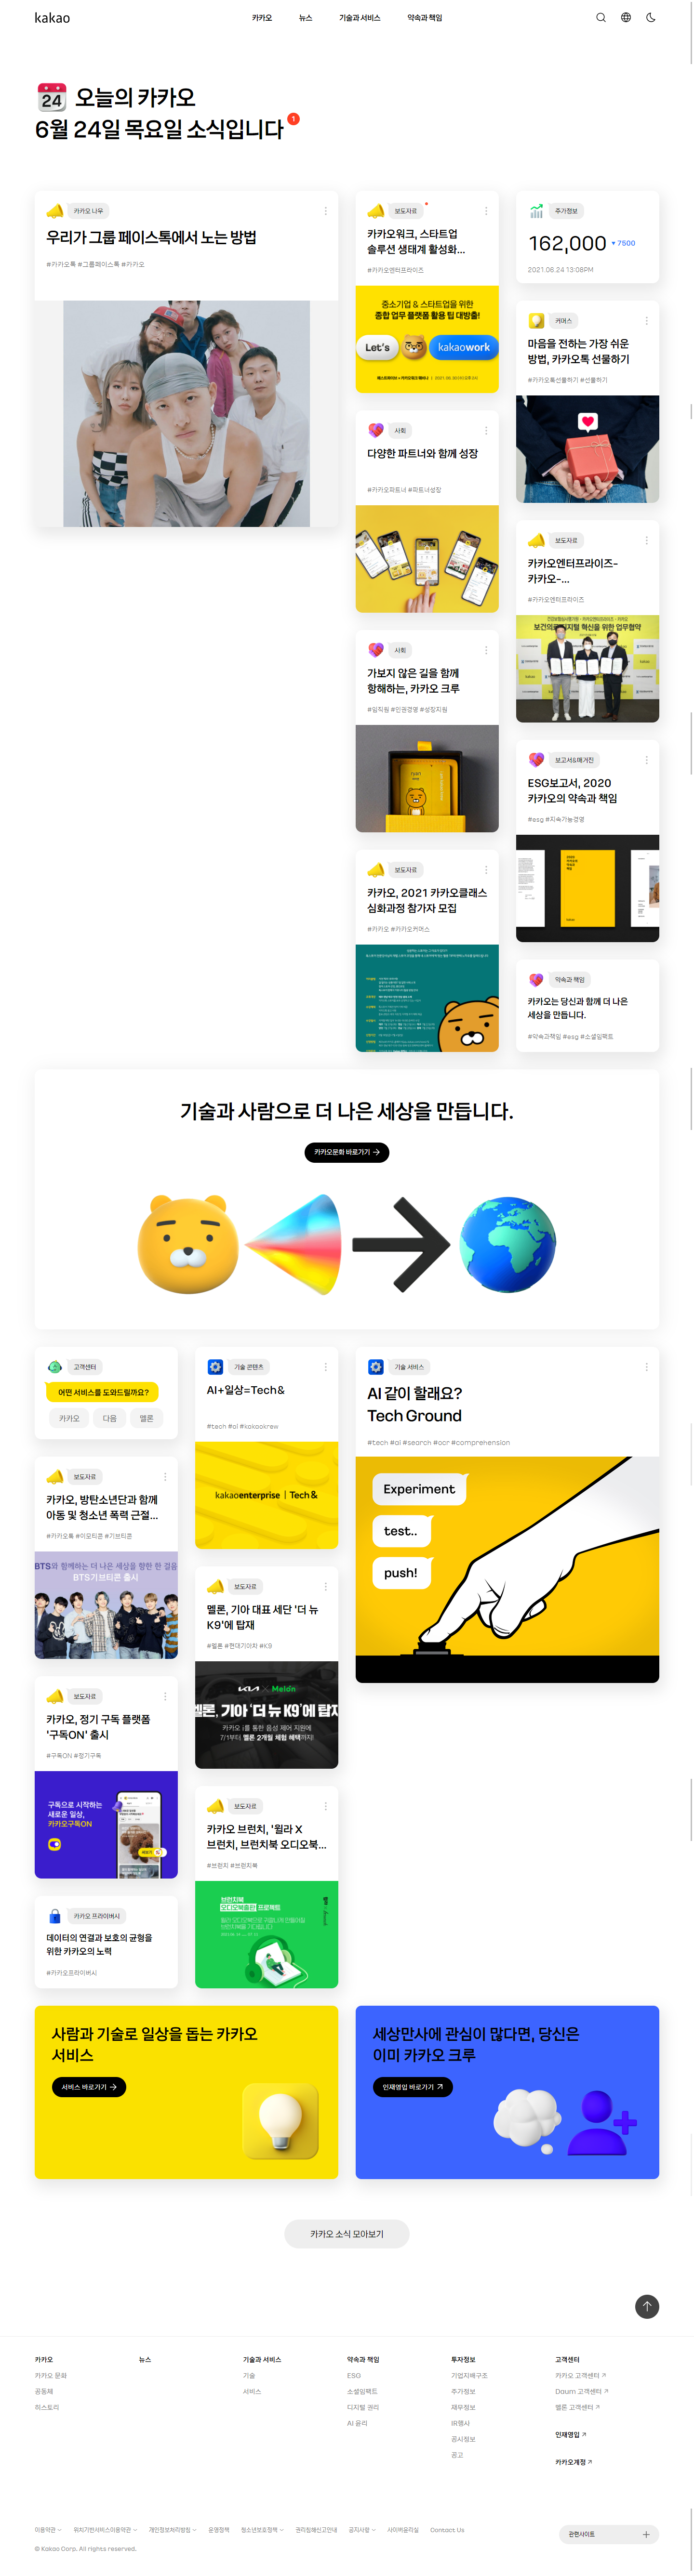 kakao
카카오 뉴스 기술과 서비스 약속과 책임
24 오늘의 카카오
6월 24일 목요일 소식입니다 1
카카오 나우
우리가 그룹 페이스톡에서 노는 방법
#카카오톡 #그룹페이스톡 #카카오
보도자료
카카오워크, 스타트업
솔루션 생태계 활성화...
#카카오엔터프라이즈
중소기업 & 스타트업을 위한
종합 업무 플랫폼 활용 팁 대방출!
Let's kakaowork
주가정보
162,000 ▼ 7500
2021.06.24 13:08PM
커머스
마음을 전하는 가장 쉬운
방법, 카카오톡 선물하기
#카카오톡선물하기 #선물하기
사회
다양한 파트너와 함께 성장
#카카오파트너 #파트너성장
보도자료
카카오엔터프라이즈-
카카오-...
#카카오엔터프라이즈
사회
가보지 않은 길을 함께
항해하는, 카카오 크루
#임직원 #인권경영 #성장지원
보고서&매거진
ESG보고서, 2020
카카오의 약속과 책임
#esg #지속가능경영
보도자료
카카오, 2021 카카오클래스
심화과정 참가자 모집
#카카오 #카카오커머스
약속과 책임
카카오는 당신과 함께 더 나은
세상을 만듭니다.
#약속과책임 #esg #소셜임팩트
기술과 사람으로 더 나은 세상을 만듭니다.
카카오문화 바로가기 →
고객센터
어떤 서비스를 도와드릴까요?
카카오 다음 멜론
기술 콘텐츠
AI+일상=Tech&
#tech #ai #kakaokrew
kakaoenterprise | Tech&
기술 서비스
AI 같이 할래요?
Tech Ground
#tech #ai #search #ocr #comprehension
Experiment
test..
push!
보도자료
카카오, 방탄소년단과 함께
아동 및 청소년 폭력 근절...
#카카오톡 #이모티콘 #기브티콘
BTS와 함께하는 더 나은 세상을 향한 한 걸음
BTS기브티콘 출시
보도자료
멜론, 기아 대표 세단 '더 뉴
K9'에 탑재
#멜론 #현대기아차 #K9
KIA × Melon
멜론, 기아 '더 뉴 K9'에 탑재
카카오 i를 통한 음성 제어 지원에
7/1부터 멜론 2개월 체험 혜택까지!
보도자료
카카오, 정기 구독 플랫폼
'구독ON' 출시
#구독ON #정기구독
구독으로 시작하는
새로운 일상,
카카오구독ON
보도자료
카카오 브런치, '윌라 X
브런치, 브런치북 오디오북...
#브런치 #브런치북
브런치북
오디오북출판 프로젝트
카카오 프라이버시
데이터의 연결과 보호의 균형을
위한 카카오의 노력
#카카오프라이버시
사람과 기술로 일상을 돕는 카카오
서비스
서비스 바로가기 →
세상만사에 관심이 많다면, 당신은
이미 카카오 크루
인재영입 바로가기 ↗
카카오 소식 모아보기
카카오 뉴스 기술과 서비스 약속과 책임 투자정보 고객센터
카카오 문화 기술 ESG 기업지배구조 카카오 고객센터 ↗
공동체 서비스 소셜임팩트 주가정보 Daum 고객센터 ↗
히스토리 디지털 권리 재무정보 멜론 고객센터 ↗
AI 윤리 IR행사
인재영입 ↗
공시정보
공고
카카오계정 ↗
이용약관 위치기반서비스이용약관 개인정보처리방침 운영정책 청소년보호정책 권리침해신고안내 공지사항 사이버윤리실 Contact Us
관련사이트 +
© Kakao Corp. All rights reserved.